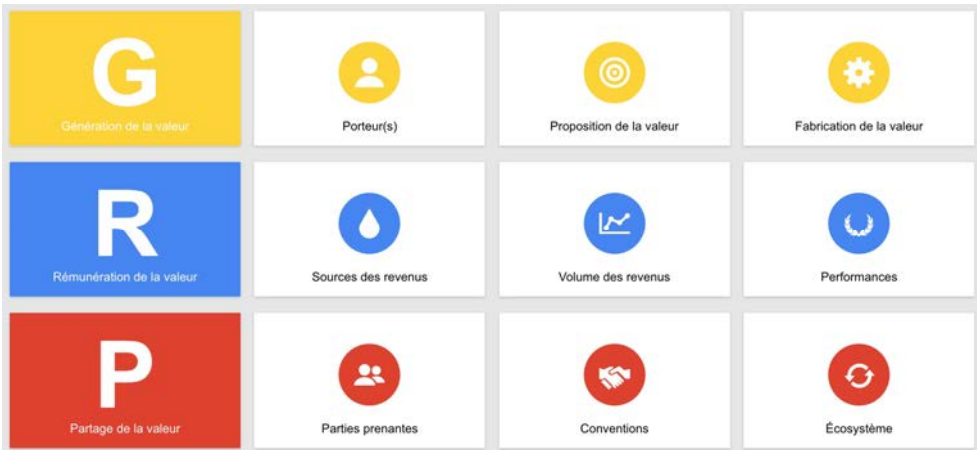 G
Génération de la valeur
Porteur(s)
Proposition de la valeur
Fabrication de la valeur
R
Rémunération de la valeur
Sources des revenus
Volume des revenus
Performances
P
Partage de la valeur
Parties prenantes
Conventions
Écosystème